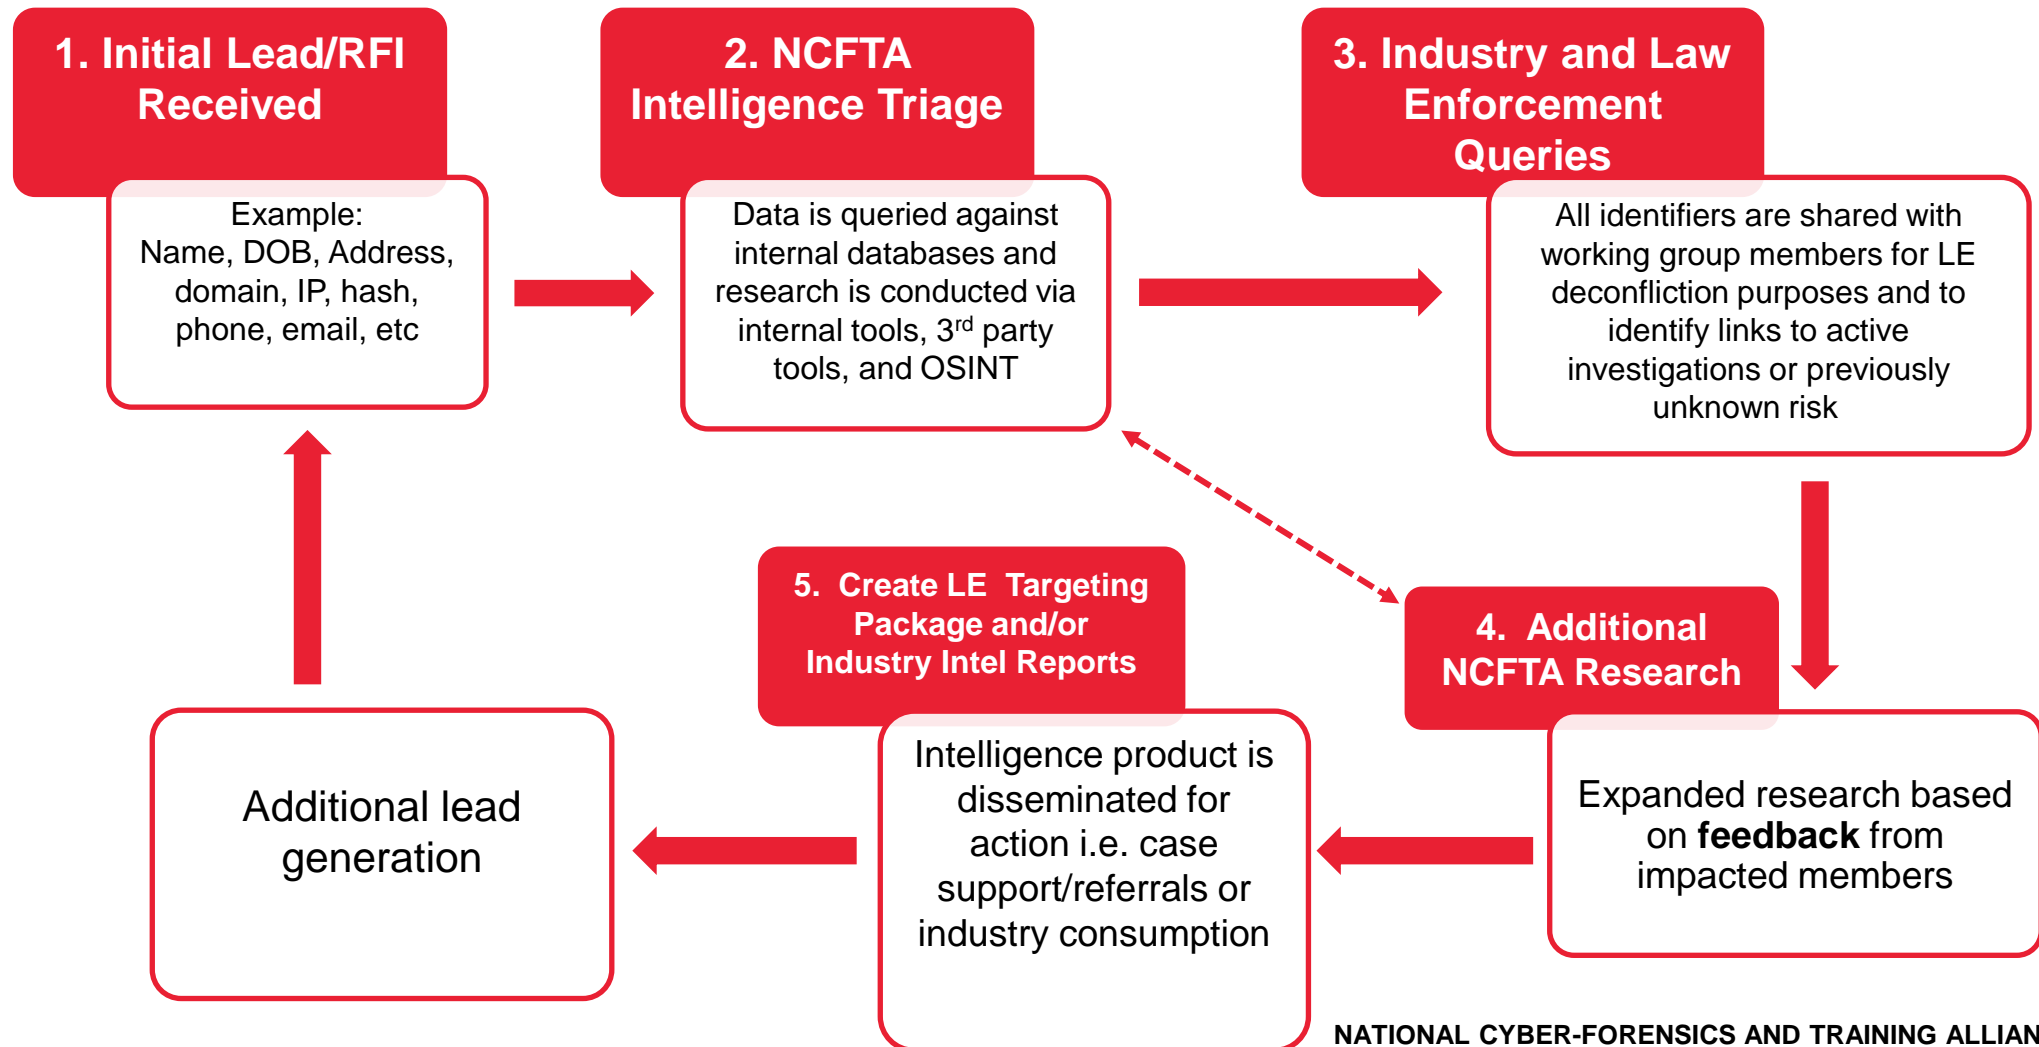 1. Initial Lead/RFI
Received
Example:
Name, DOB, Address,
domain, IP, hash,
phone, email, etc
2. NCFTA
Intelligence Triage
Data is queried against
internal databases and
research is conducted via
internal tools, 3rd party
tools, and OSINT
3. Industry and Law
Enforcement
Queries
All identifiers are shared with
working group members for LE
deconfliction purposes and to
identify links to active
investigations or previously
unknown risk
4. Additional
NCFTA Research
Expanded research based
on feedback from
impacted members
5. Create LE Targeting
Package and/or
Industry Intel Reports
Intelligence product is
disseminated for
action i.e. case
support/referrals or
industry consumption
Additional lead
generation
NATIONAL CYBER-FORENSICS AND TRAINING ALLIAN